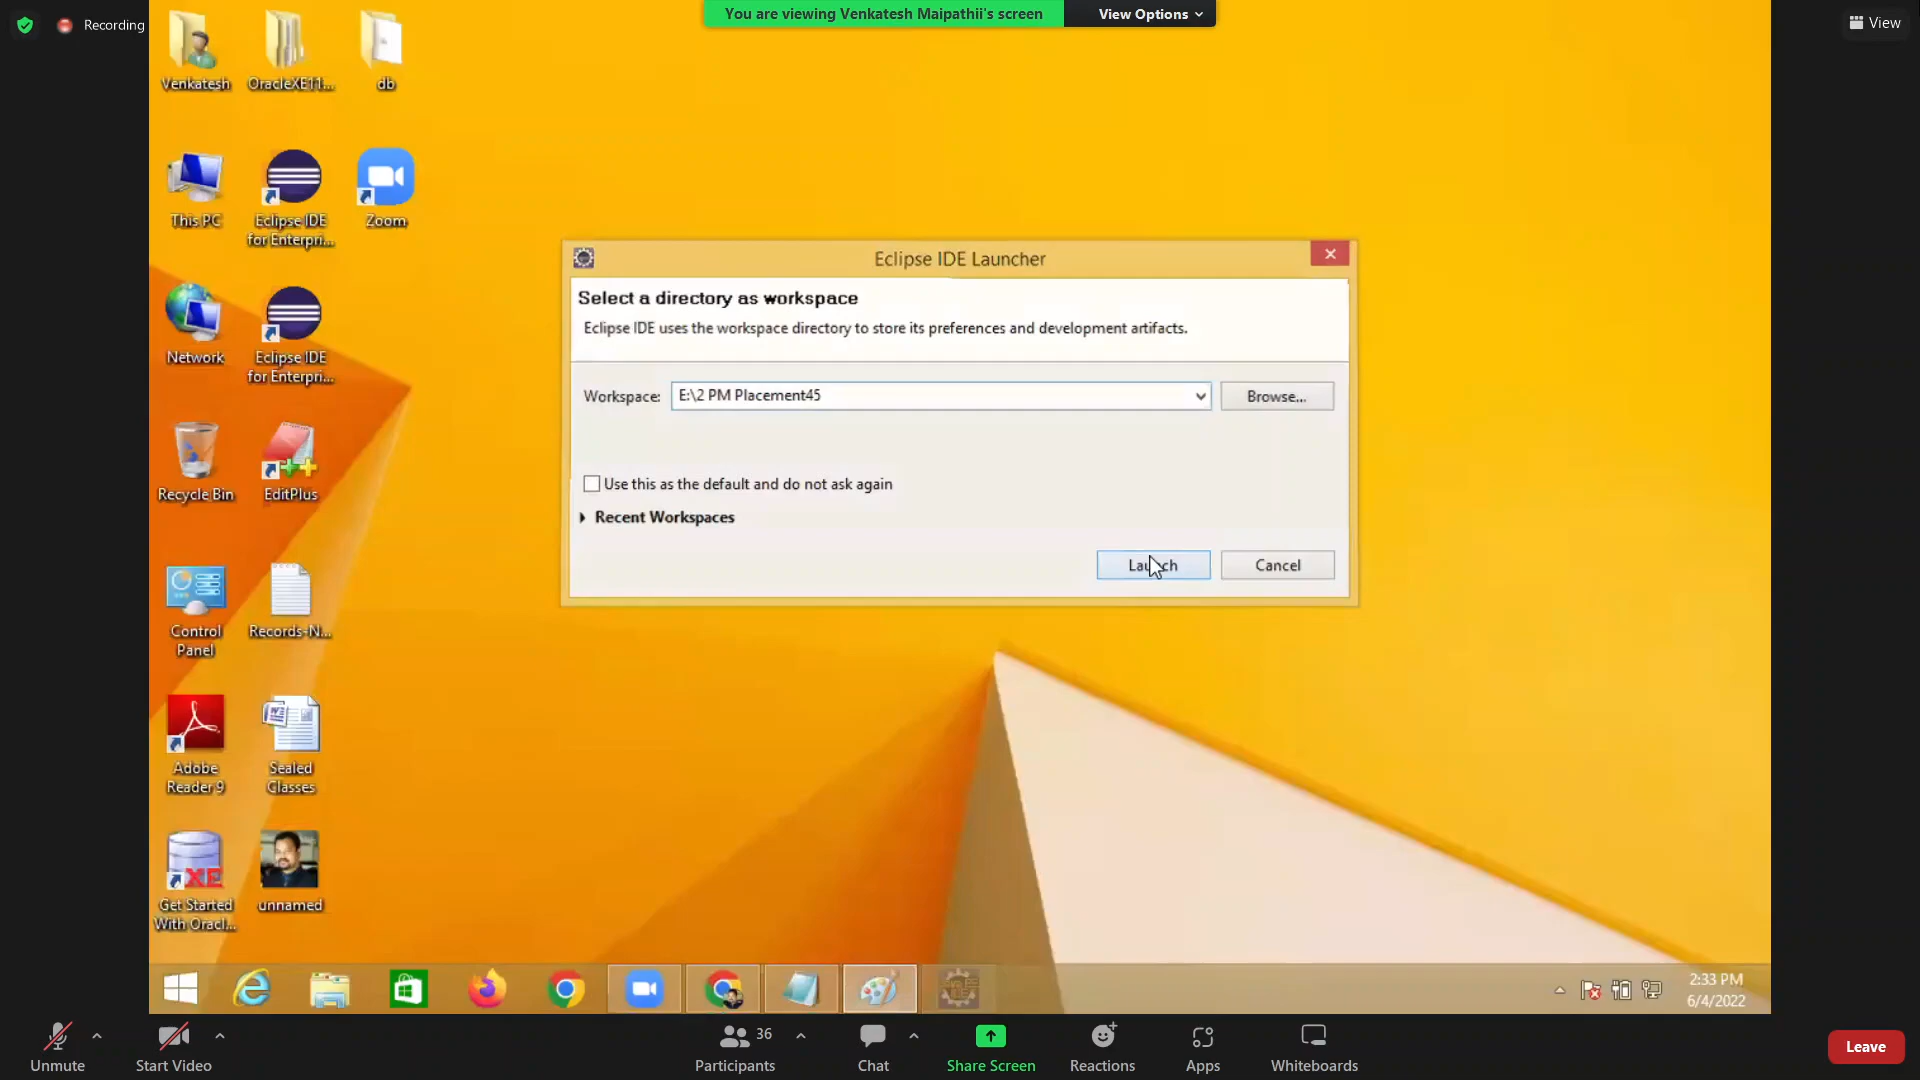 Recording
You are viewing Venkatesh Maipathii's screen
View Options
View
Venkatesh
OracleXE11...
db
This PC
Eclipse IDE
for Enterpri...
Zoom
Network
Eclipse IDE
for Enterpri...
Recycle Bin
EditPlus
Control
Panel
Records-N...
Adobe
Reader 9
Sealed
Classes
XE
Get Started
With Oracl...
unnamed
Eclipse IDE Launcher
Select a directory as workspace
Eclipse IDE uses the workspace directory to store its preferences and development artifacts.
Workspace:
E:\2 PM Placement45
Browse...
Use this as the default and do not ask again
Recent Workspaces
Launch
Cancel
2:33 PM
6/4/2022
Unmute
Start Video
36
Participants
Chat
Share Screen
Reactions
Apps
Whiteboards
Leave